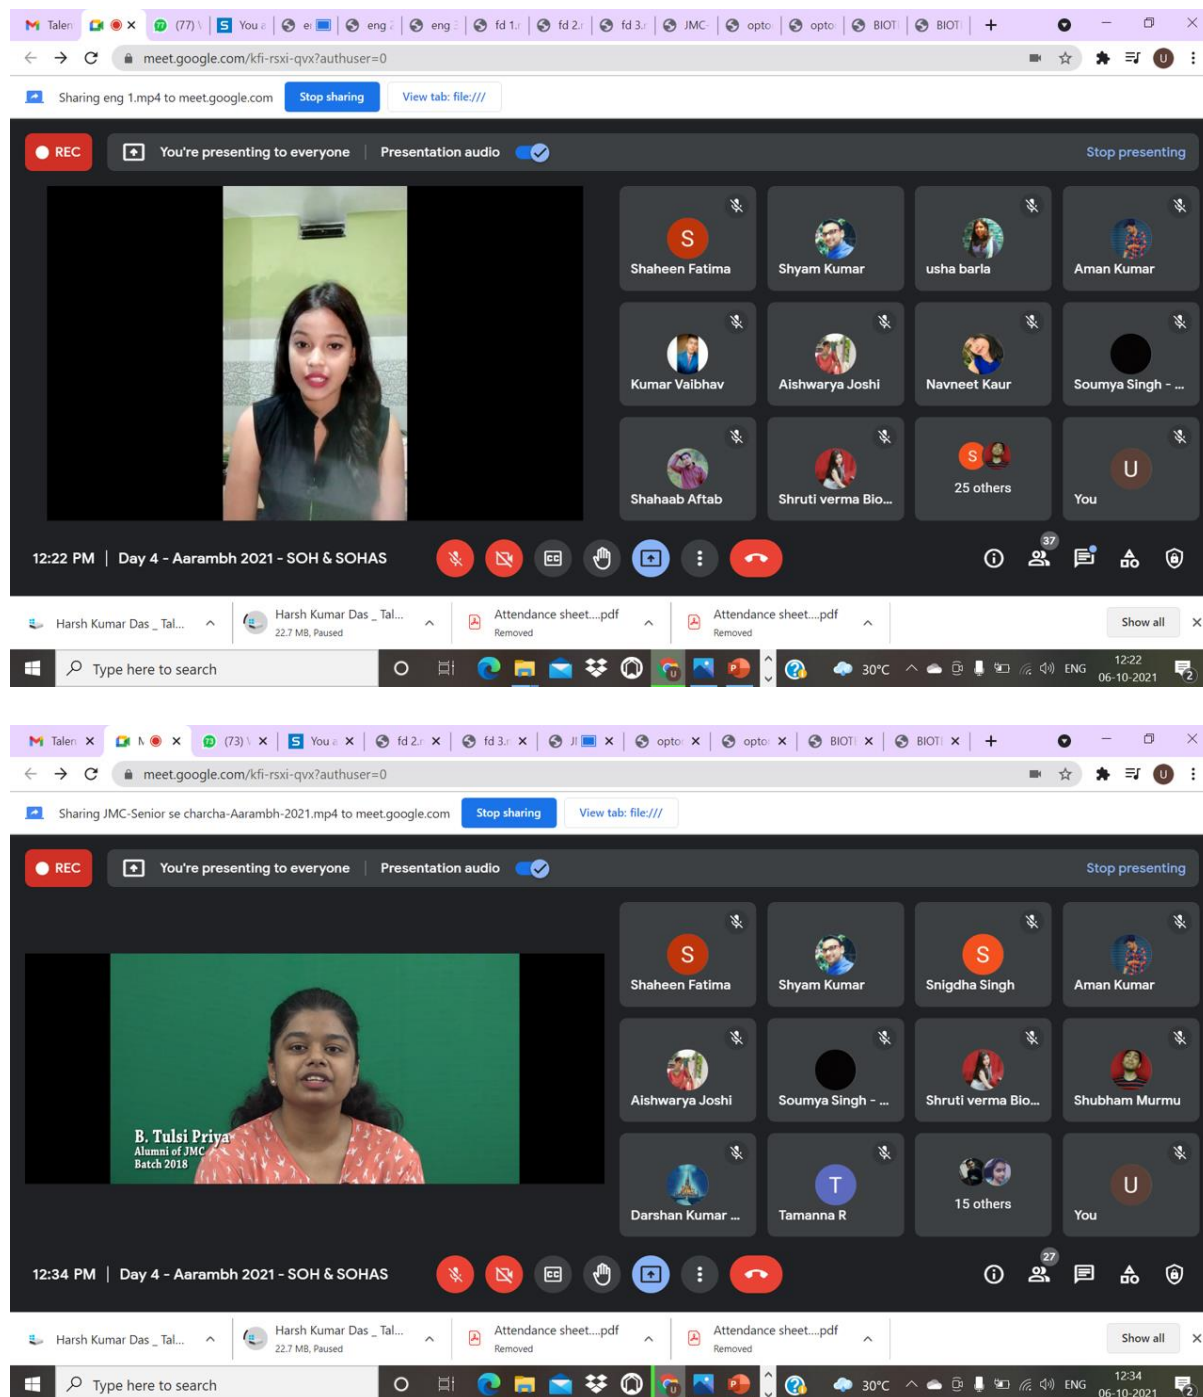 Talen
(77) \
You a
er
eng 2
eng 3
fd 1.r
fd 2.r
fd 3.r
JMC-
opto
opto
BIOTI
BIOTI
meet.google.com/kfi-rsxi-qvx?authuser=0
U
Sharing eng 1.mp4 to meet.google.com Stop sharing View tab: file:///
REC You're presenting to everyone | Presentation audio Stop presenting
S
Shaheen Fatima Shyam Kumar usha barla Aman Kumar
Kumar Vaibhav Aishwarya Joshi Navneet Kaur Soumya Singh - ...
S U
25 others
Shahaab Aftab Shruti verma Bio... You
37
12:22 PM | Day 4 - Aarambh 2021 - SOH & SOHAS
Harsh Kumar Das _ Tal... Harsh Kumar Das _ Tal... Attendance sheet....pdf Attendance sheet....pdf Show all
22.7 MB, Paused Removed Removed
Type here to search 30°C ENG 12:22
06-10-2021 2
Talen
(73) \
You a
fd 2.r
fd 3.r
opto
opto
BIOTI
BIOTI
meet.google.com/kfi-rsxi-qvx?authuser=0
U
Sharing JMC-Senior se charcha-Aarambh-2021.mp4 to meet.google.com Stop sharing View tab: file:///
REC You're presenting to everyone | Presentation audio Stop presenting
S S
Shaheen Fatima Shyam Kumar Snigdha Singh Aman Kumar
Aishwarya Joshi Soumya Singh - ... Shruti verma Bio... Shubham Murmu
B. Tulsi Priya
Alumni of JMC
Batch 2018
T U
15 others
Darshan Kumar ... Tamanna R You
27
12:34 PM | Day 4 - Aarambh 2021 - SOH & SOHAS
Harsh Kumar Das _ Tal... Harsh Kumar Das _ Tal... Attendance sheet....pdf Attendance sheet....pdf Show all
22.7 MB, Paused Removed Removed
Type here to search 30°C ENG 12:34
06-10-2021 2